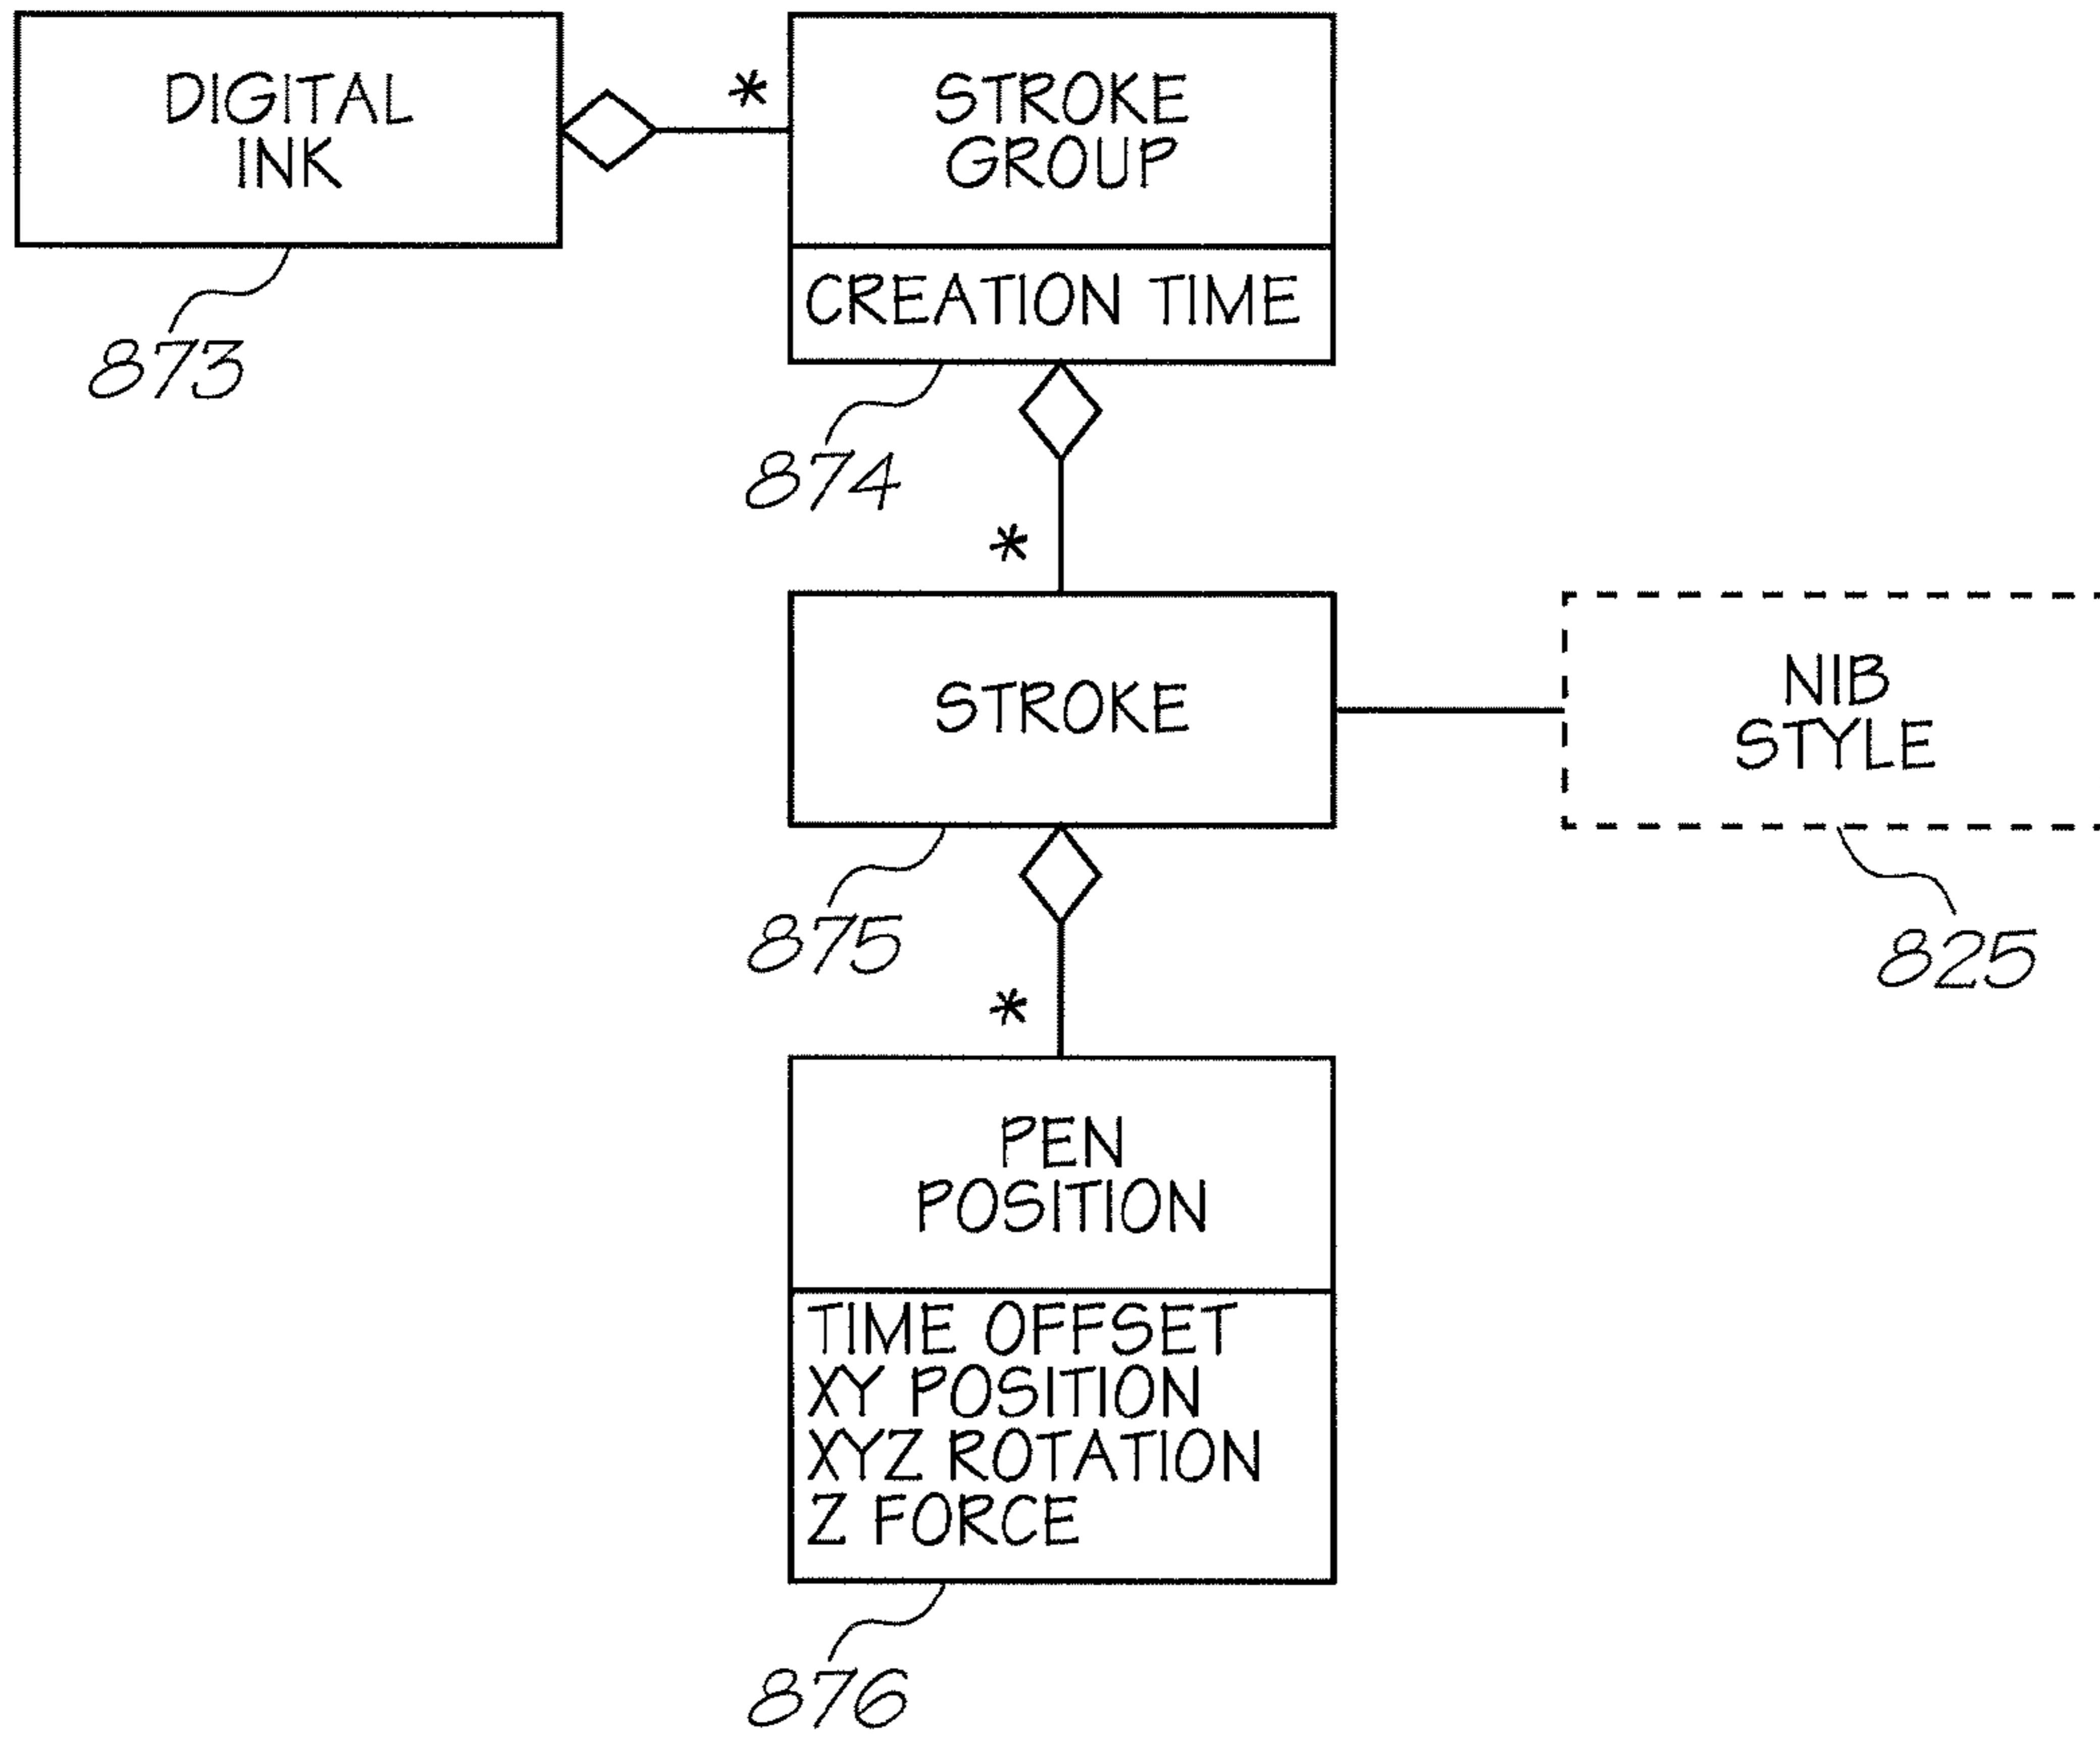 DIGITAL
INK
*
STROKE
GROUP
CREATION TIME
873
874
*
STROKE
NIB
STYLE
875
825
*
PEN
POSITION
TIME OFFSET
XY POSITION
XYZ ROTATION
Z FORCE
876